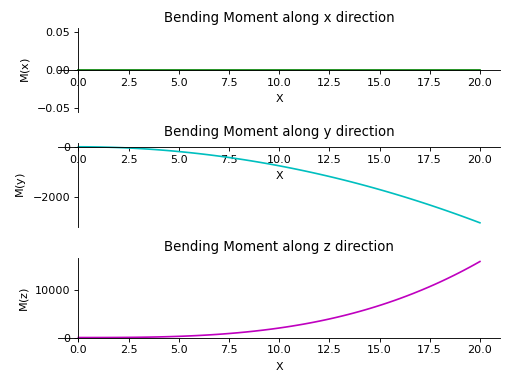 Bending Moment along x direction
0.05
0.00
−0.05
M(x)
0.0 2.5 5.0 7.5 10.0 12.5 15.0 17.5 20.0
X
Bending Moment along y direction
0
−2000
M(y)
0.0 2.5 5.0 7.5 10.0 12.5 15.0 17.5 20.0
X
Bending Moment along z direction
10000
0
M(z)
0.0 2.5 5.0 7.5 10.0 12.5 15.0 17.5 20.0
X